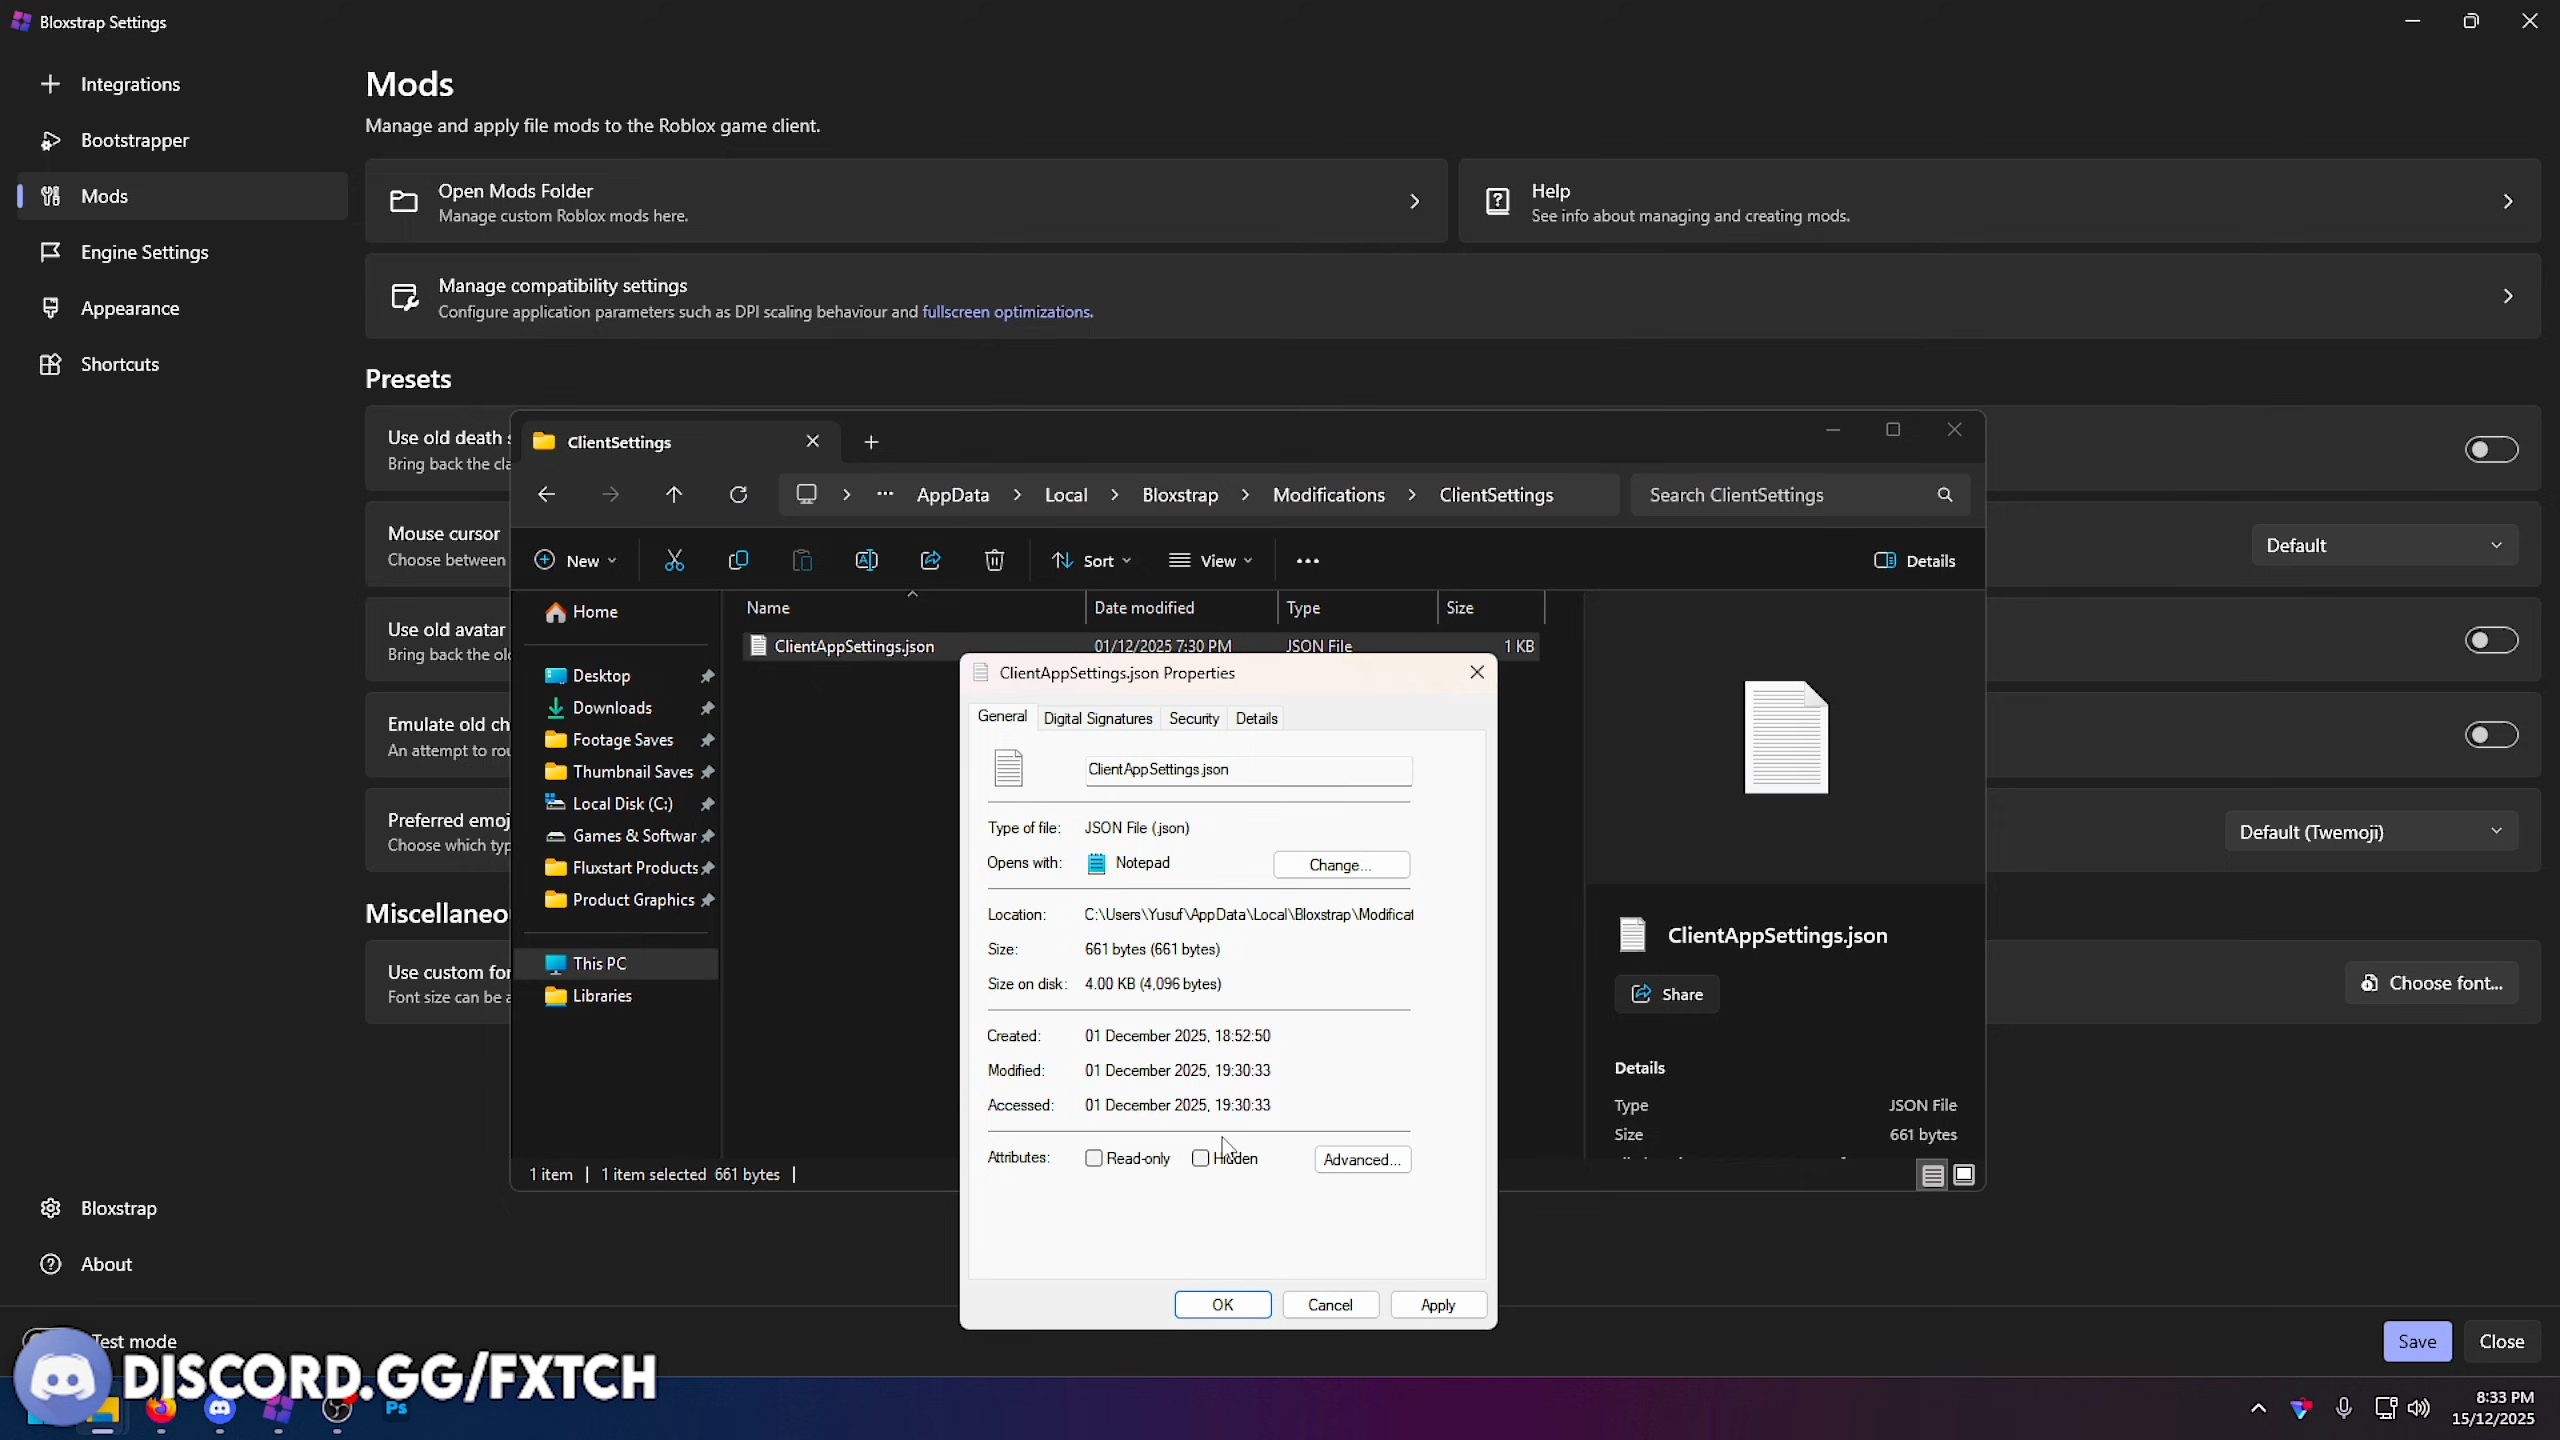 Bloxstrap Settings
Integrations
Bootstrapper
Mods
Engine Settings
Appearance
Shortcuts
Bloxstrap
About
Test mode
Mods
Manage and apply file mods to the Roblox game client.
Open Mods Folder
Manage custom Roblox mods here.
Help
See info about managing and creating mods.
Manage compatibility settings
Configure application parameters such as DPI scaling behaviour and fullscreen optimizations.
Presets
Use old death
Bring back the
Mouse cursor
Choose between
Default
Use old avatar
Bring back the
Emulate old
An attempt to
Preferred
Choose which
Default (Twemoji)
Miscellaneo
Use custom
Font size can be
Choose font...
Save
Close
ClientSettings
AppData > Local > Bloxstrap > Modifications > ClientSettings
Search ClientSettings
New
Sort
View
Details
Home
Desktop
Downloads
Footage Saves
Thumbnail Saves
Local Disk (C:)
Games & Softwar
Fluxstart Products
Product Graphics
This PC
Libraries
Name Date modified Type Size
ClientAppSettings.json 01/12/2025 7:30 PM JSON File 1 KB
1 item | 1 item selected 661 bytes |
ClientAppSettings.json
Share
Details
Type JSON File
Size 661 bytes
ClientAppSettings.json Properties
General Digital Signatures Security Details
ClientAppSettings.json
Type of file: JSON File (.json)
Opens with: Notepad
Change...
Location: C:\Users\Yusuf\AppData\Local\Bloxstrap\Modificat
Size: 661 bytes (661 bytes)
Size on disk: 4.00 KB (4,096 bytes)
Created: 01 December 2025, 18:52:50
Modified: 01 December 2025, 19:30:33
Accessed: 01 December 2025, 19:30:33
Attributes: Read-only Hidden Advanced...
OK Cancel Apply
DISCORD.GG/FXTCH
Ps
8:33 PM
15/12/2025